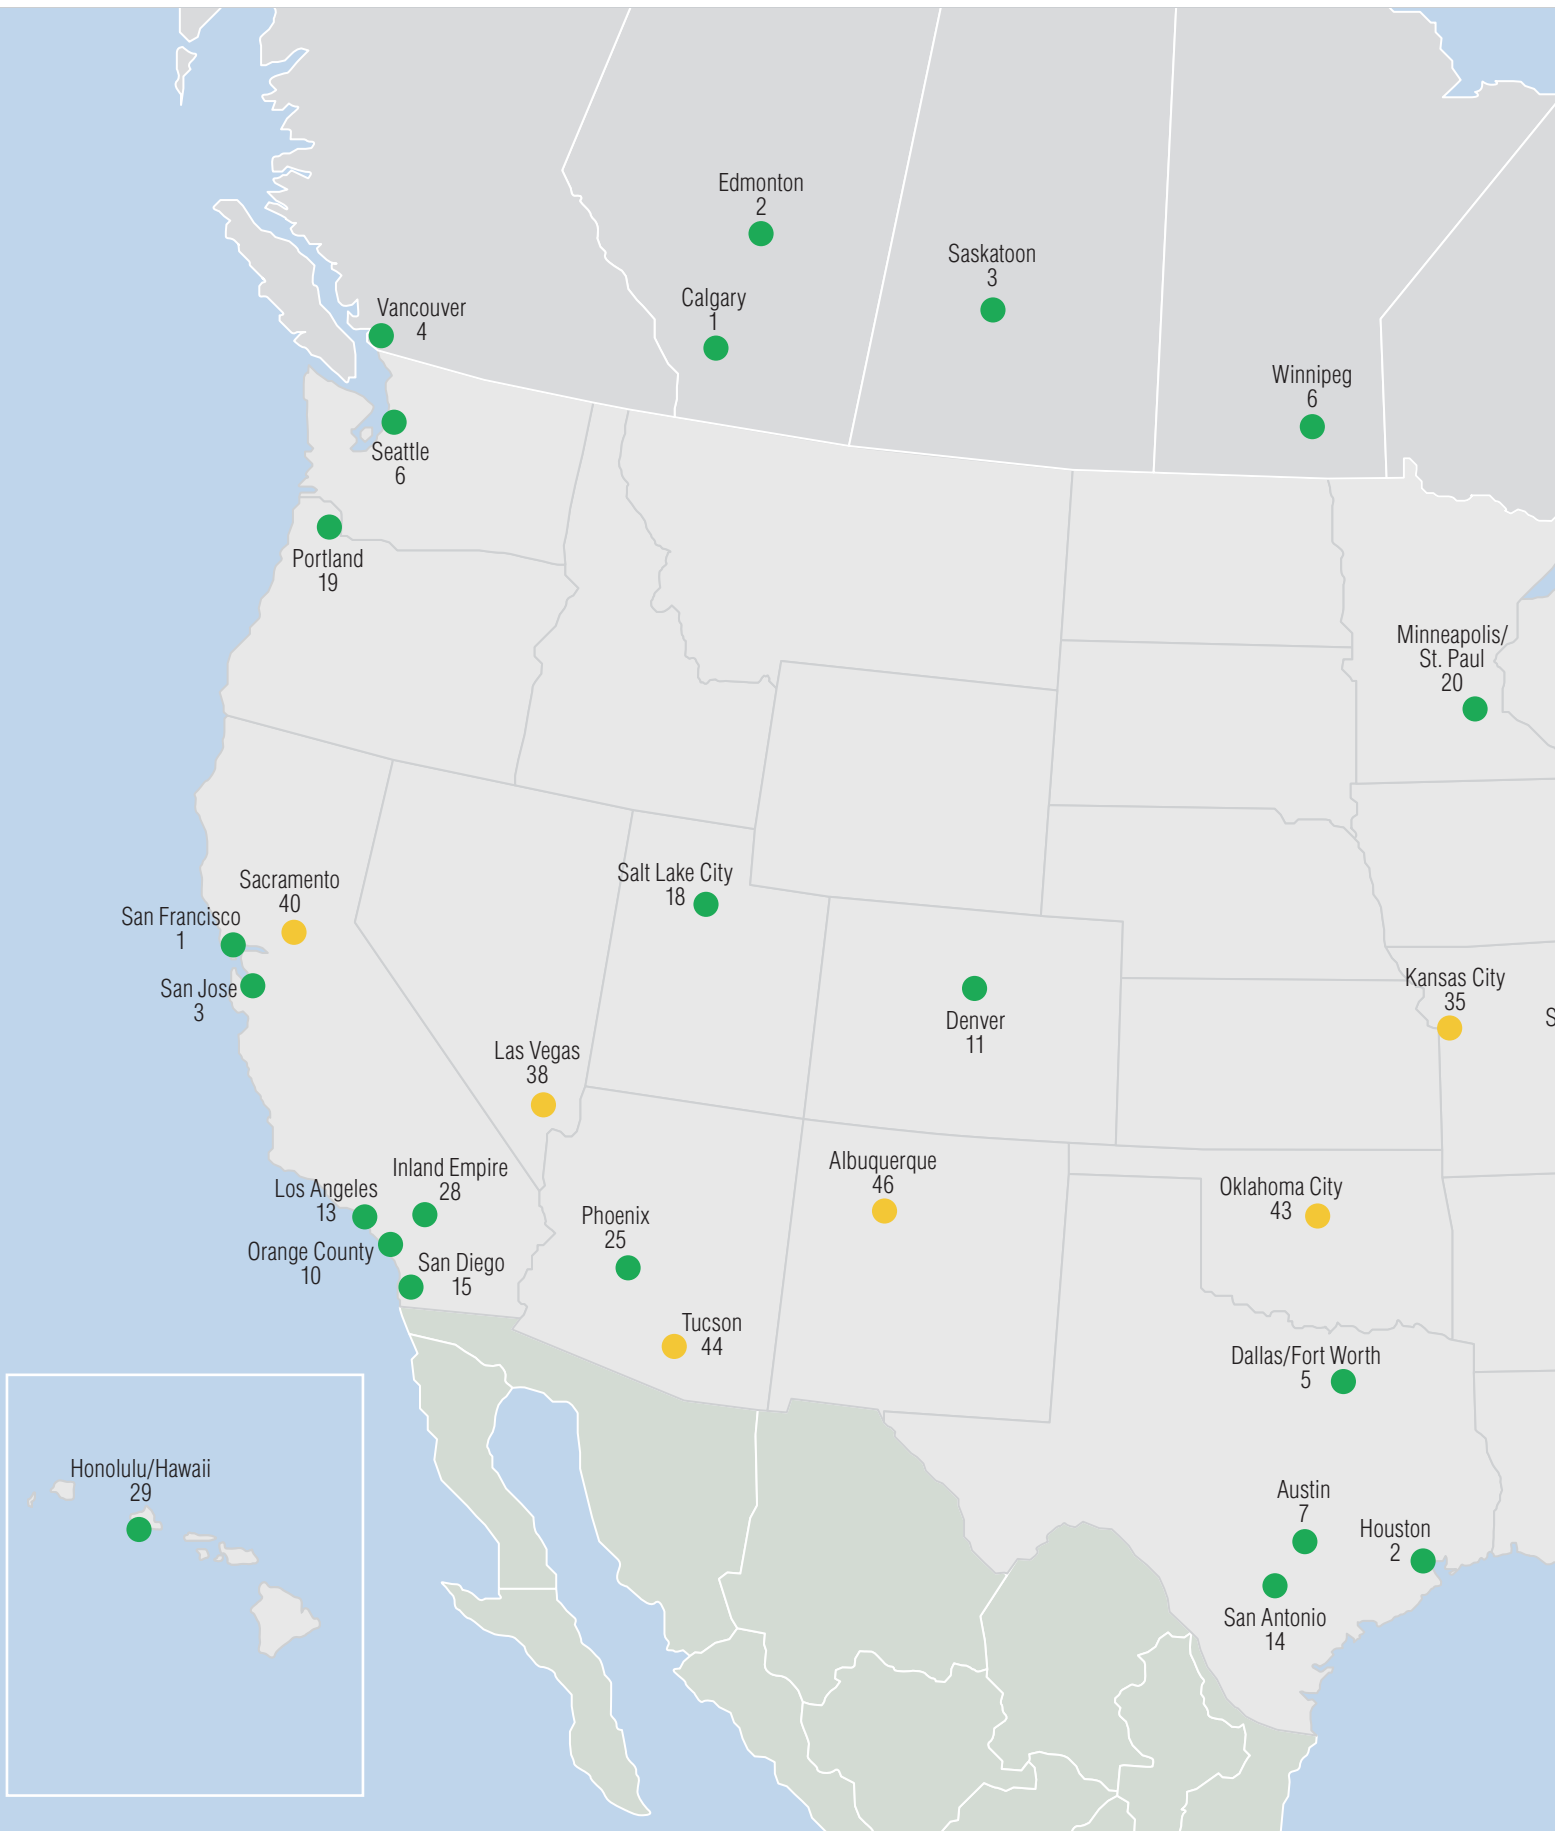 Edmonton
2
Saskatoon
3
Calgary
1
Vancouver
4
Winnipeg
6
Seattle
6
Portland
19
Minneapolis/
St. Paul
20
Salt Lake City
18
Sacramento
40
San Francisco
1
San Jose
3
Kansas City
35
S
Denver
11
Las Vegas
38
Albuquerque
46
Inland Empire
28
Los Angeles
13
Oklahoma City
43
Phoenix
25
Orange County
10
San Diego
15
Tucson
44
Dallas/Fort Worth
5
Honolulu/Hawaii
29
Austin
7
Houston
2
San Antonio
14